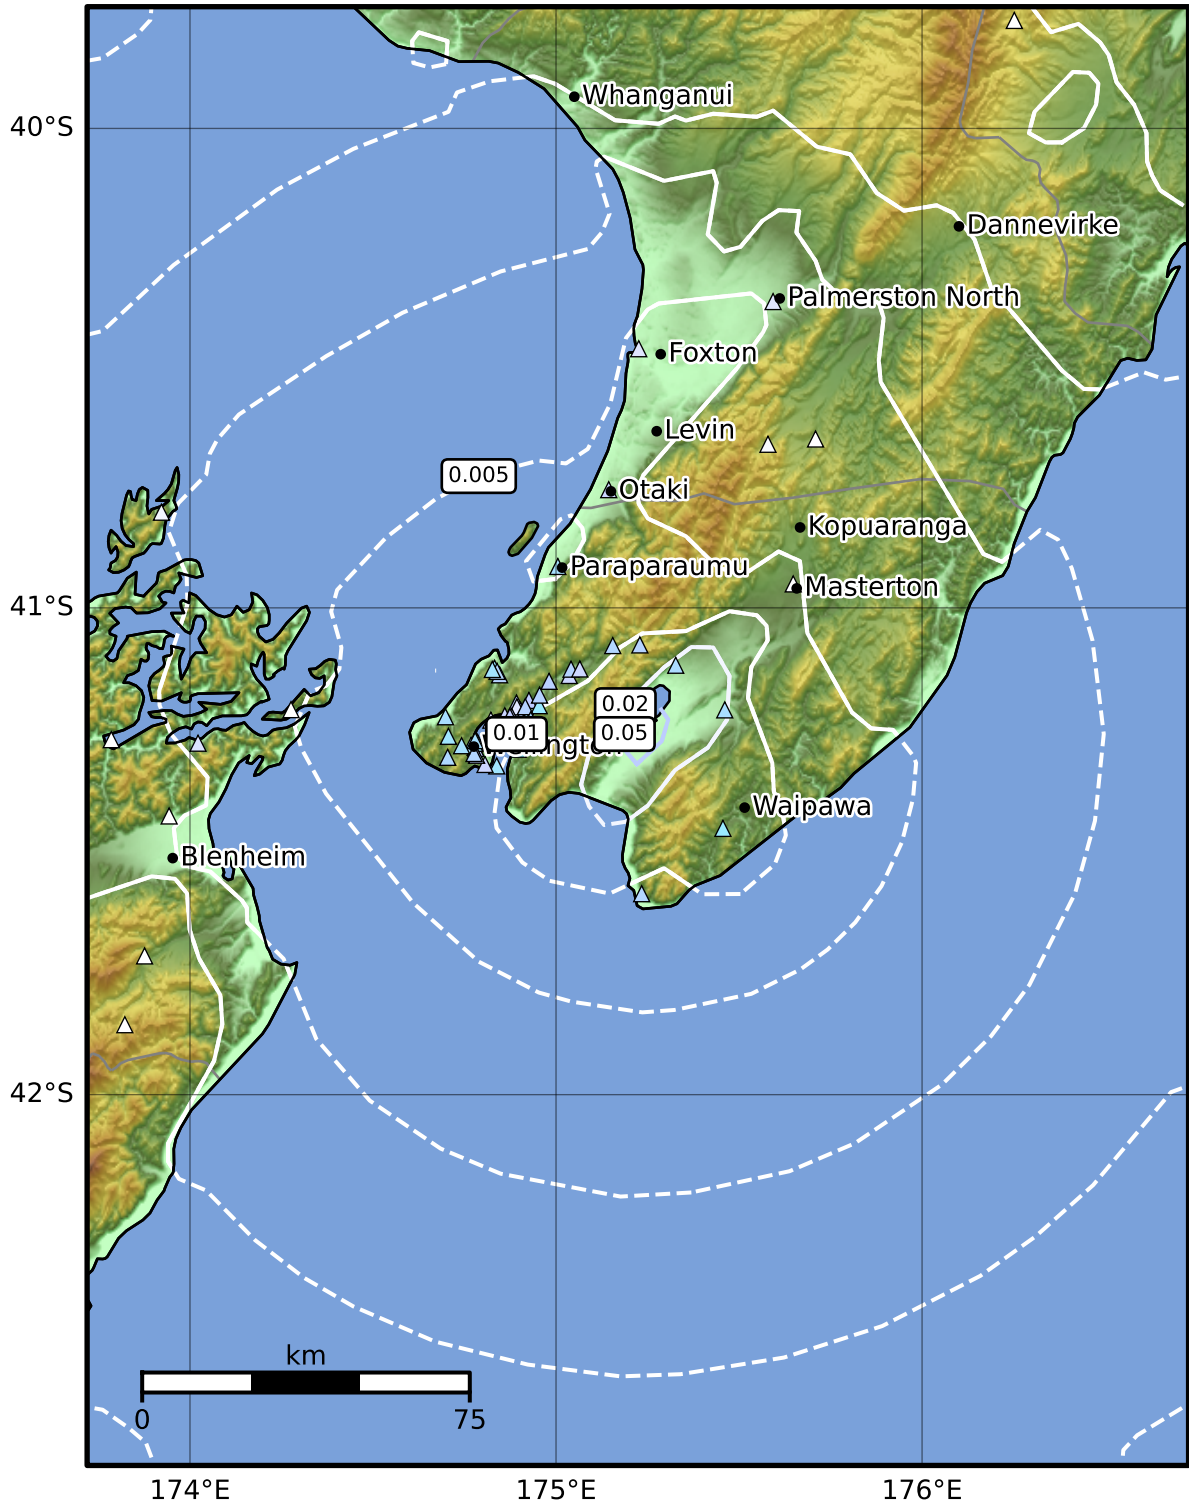 Whanganui
40°S
Dannevirke
Palmerston North
Foxton
Levin
0.005
Otaki
Kopuaranga
Paraparaumu
Masterton
41°S
0.02
0.01
0.05
Wellington
Waipawa
Blenheim
42°S
km
0
75
174°E
175°E
176°E